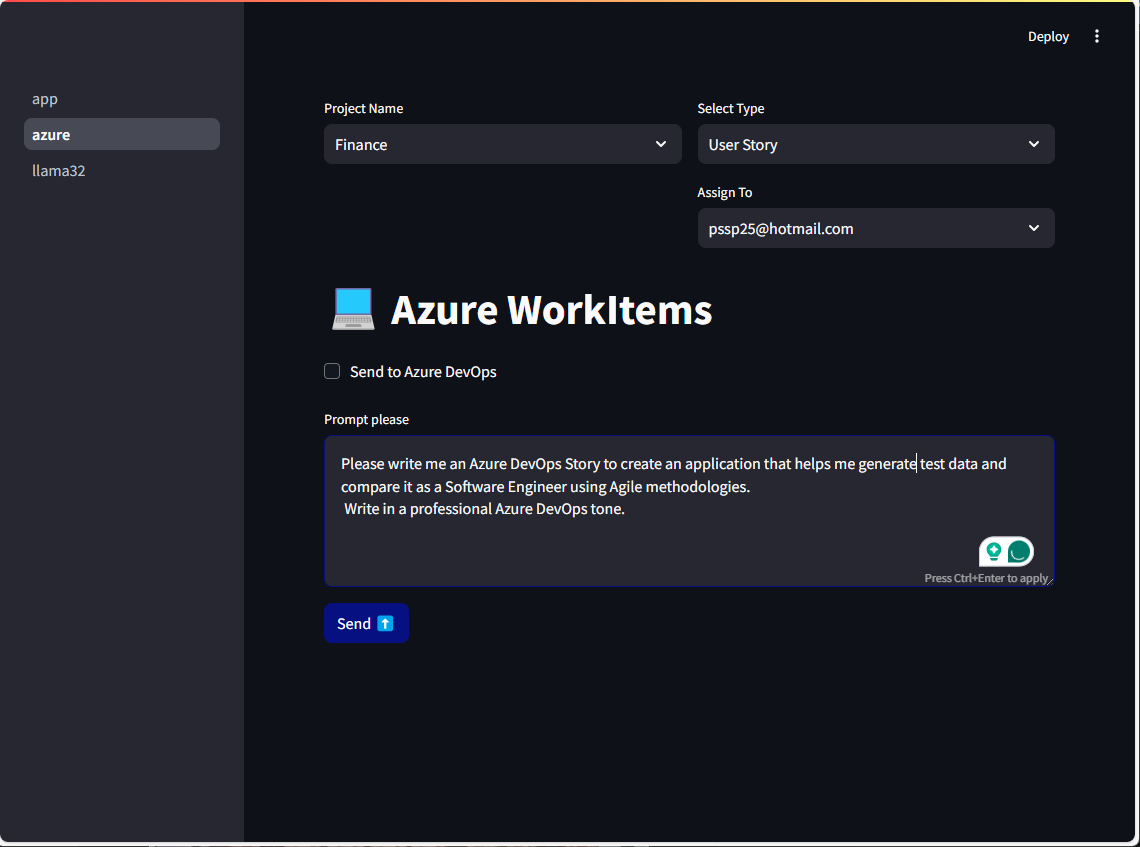 Deploy
app
azure
llama32
Project Name
Select Type
Finance
User Story
Assign To
pssp25@hotmail.com
Azure WorkItems
Send to Azure DevOps
Prompt please
Please write me an Azure DevOps Story to create an application that helps me generate test data and
compare it as a Software Engineer using Agile methodologies.
Write in a professional Azure DevOps tone.
Press Ctrl+Enter to apply
Send